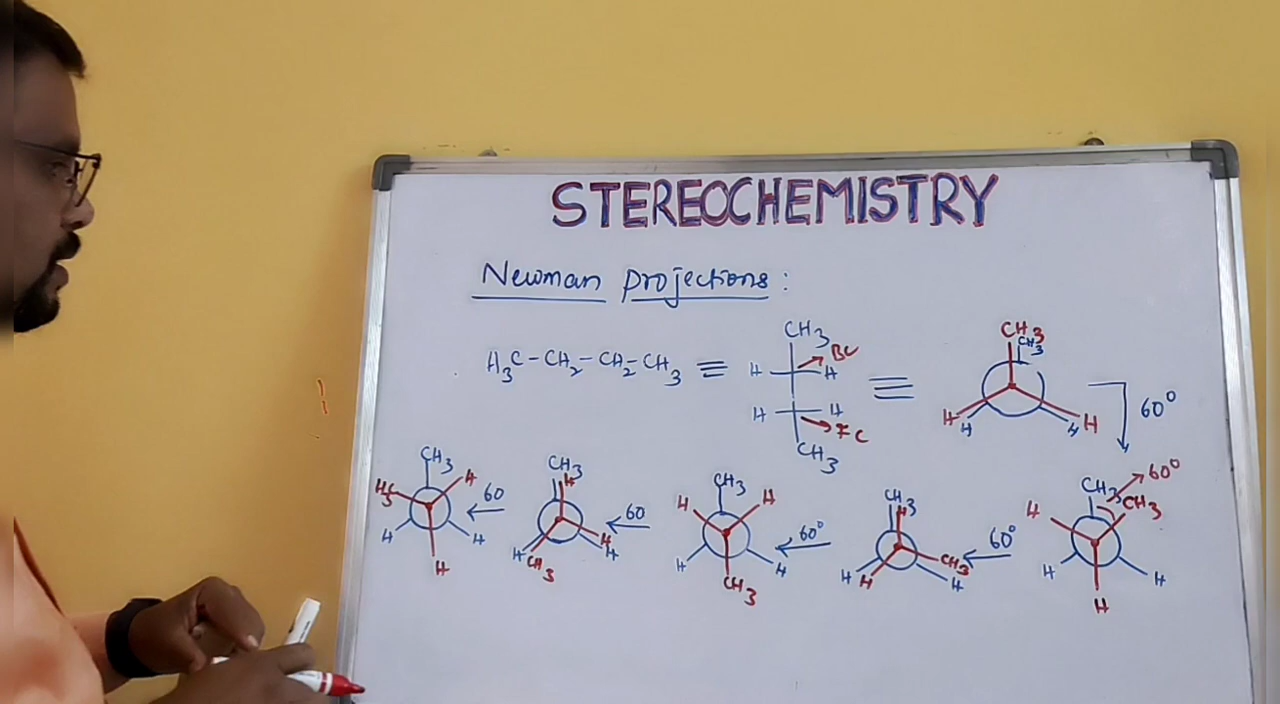 STEREOCHEMISTRY
Newman projections :
H3C-CH2-CH2-CH3 ≡
CH3
BC
H H
H H
FC
CH3
≡
CH3
CH3
H H
H H
60°
CH3
H3C H
H H
H
60
CH3
H
H H
H
CH3
60
CH3
H H
H H
CH3
60°
CH3
H
CH3
H H
H
60°
60°
CH3
CH3
H
H H
H